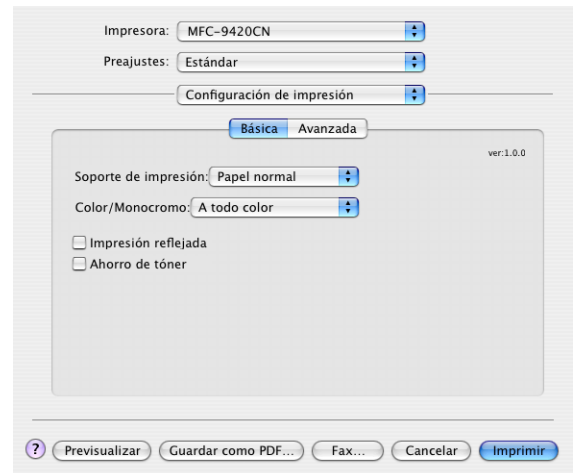 Impresora: MFC-9420CN
Preajustes: Estándar
Configuración de impresión
Básica Avanzada
ver:1.0.0
Soporte de impresión: Papel normal
Color/Monocromo: A todo color
Impresión reflejada
Ahorro de tóner
? Previsualizar Guardar como PDF... Fax... Cancelar Imprimir